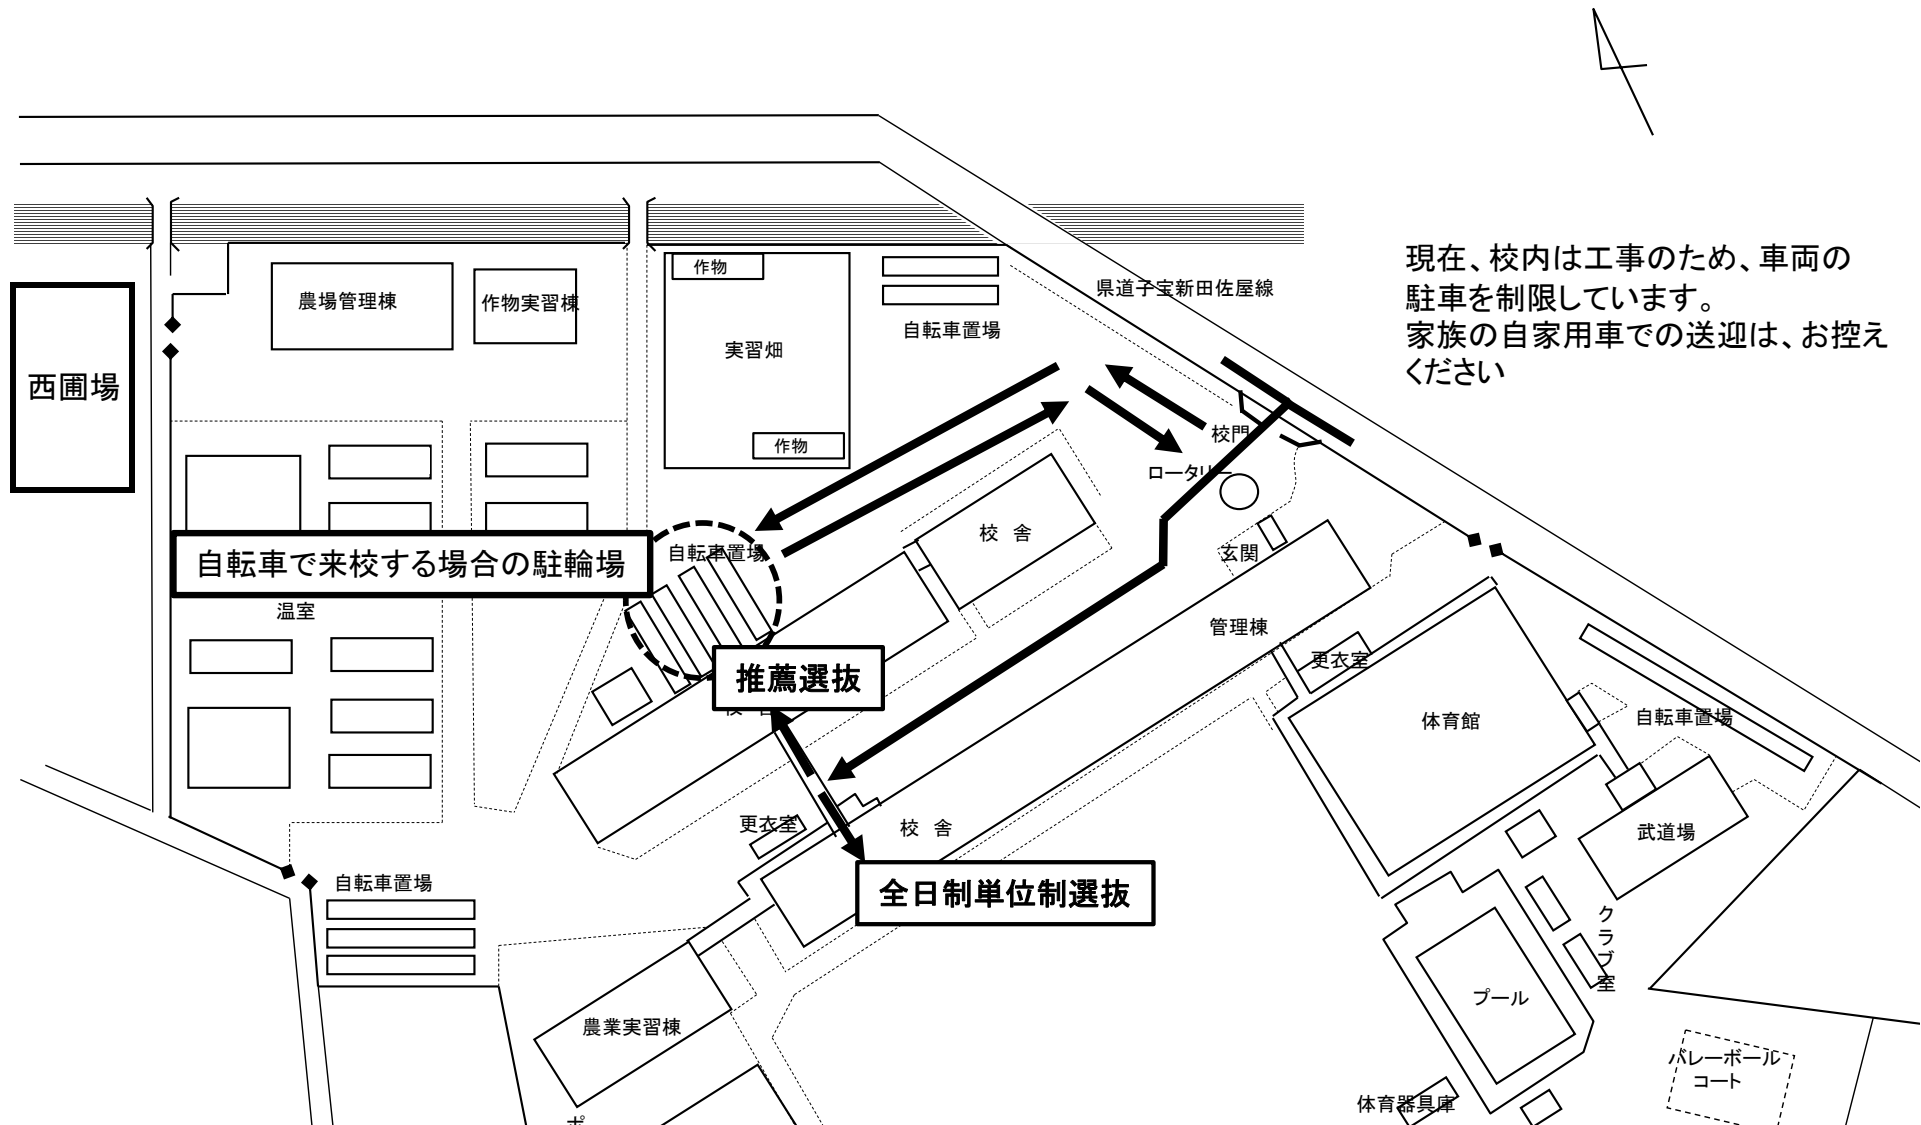 現在、校内は工事のため、車両の
駐車を制限しています。
家族の自家用車での送迎は、お控え
ください
作物
農場管理棟
作物実習棟
県道子宝新田佐屋線
自転車置場
実習畑
西圃場
校門
作物
ロータリー
校 舎
自転車置場
玄関
自転車で来校する場合の駐輪場
温室
管理棟
更衣室
推薦選抜
校 舎
体育館
自転車置場
更衣室
校 舎
武道場
自転車置場
全日制単位制選抜
クラブ室
プール
農業実習棟
バレーボール
コート
体育器具庫
ポ